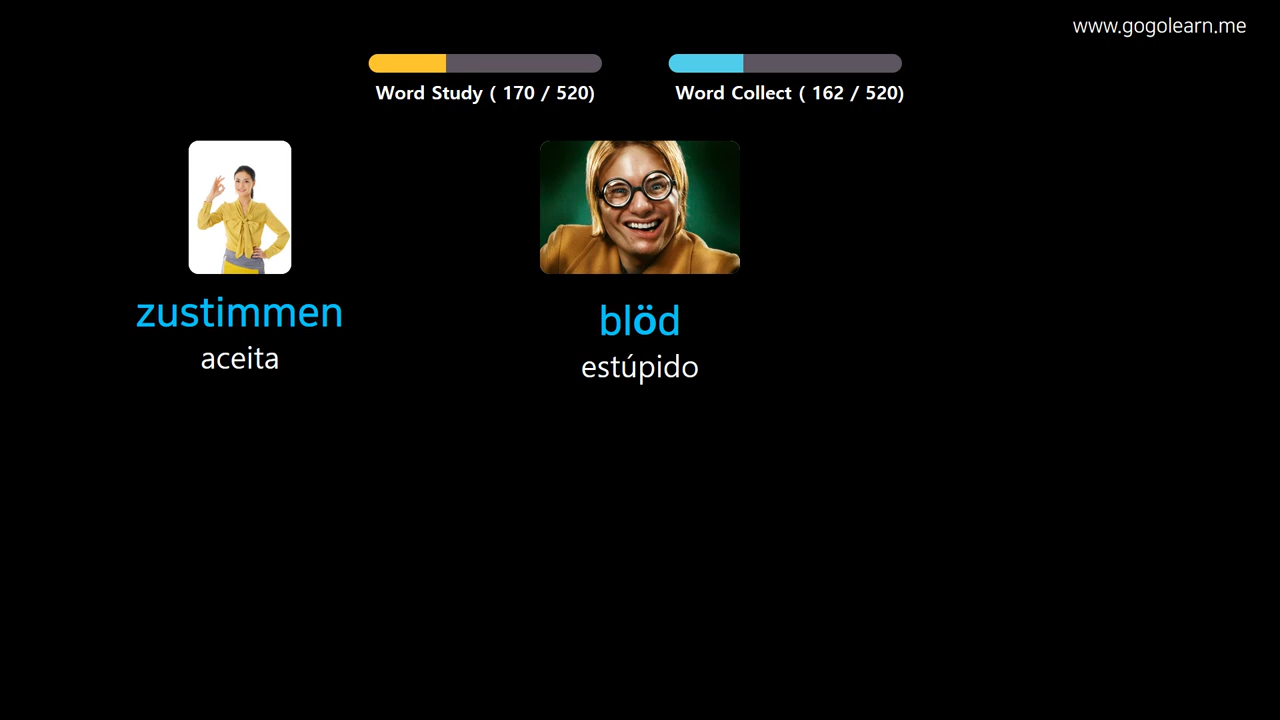 www.gogolearn.me
Word Study ( 170 / 520)
Word Collect ( 162 / 520)
zustimmen
aceita
blöd
estúpido